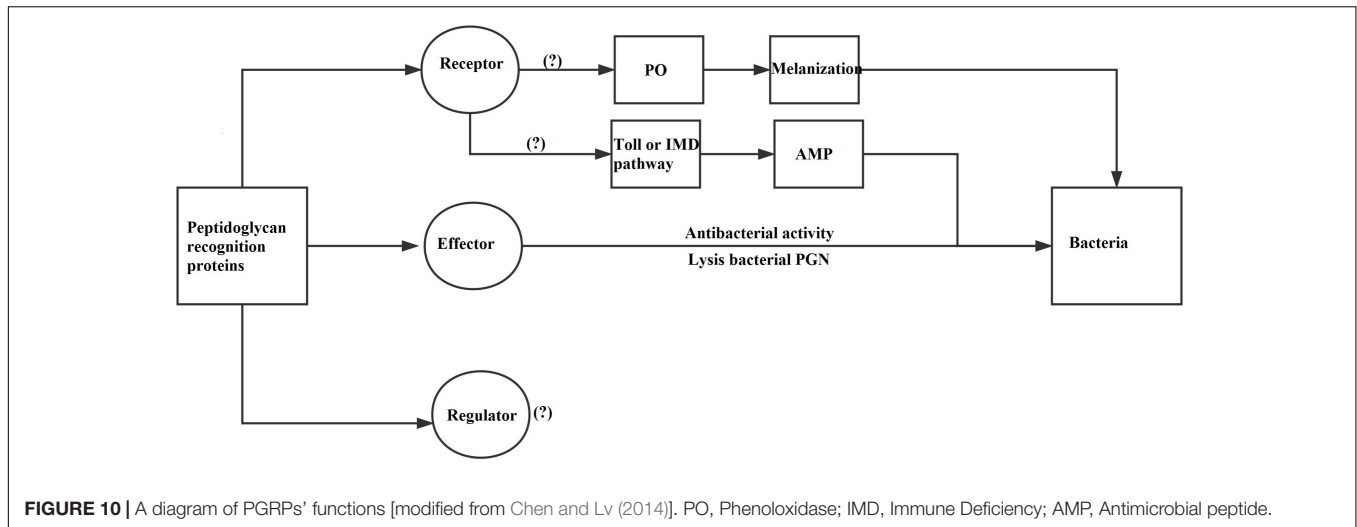 Receptor
(?)
PO
Melanization
(?)
Toll or IMD
pathway
AMP
Peptidoglycan
recognition
proteins
Effector
Antibacterial activity
Lysis bacterial PGN
Bacteria
Regulator
(?)
FIGURE 10 | A diagram of PGRPs' functions [modified from Chen and Lv (2014)]. PO, Phenoloxidase; IMD, Immune Deficiency; AMP, Antimicrobial peptide.